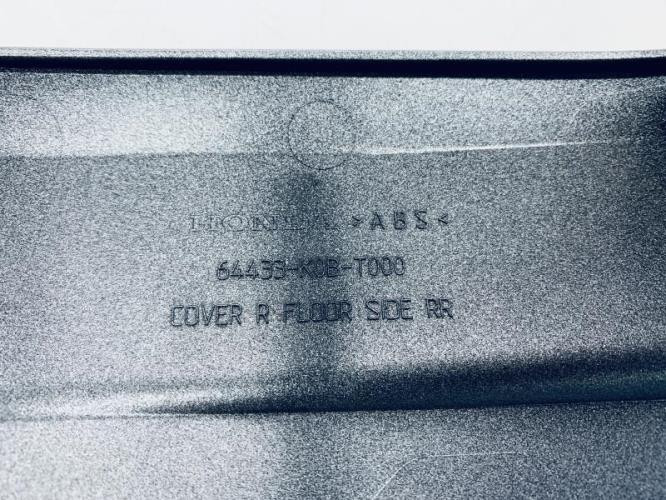 HONDA >ABS<
64433-K0B-T000
COVER R FLOOR SIDE RR